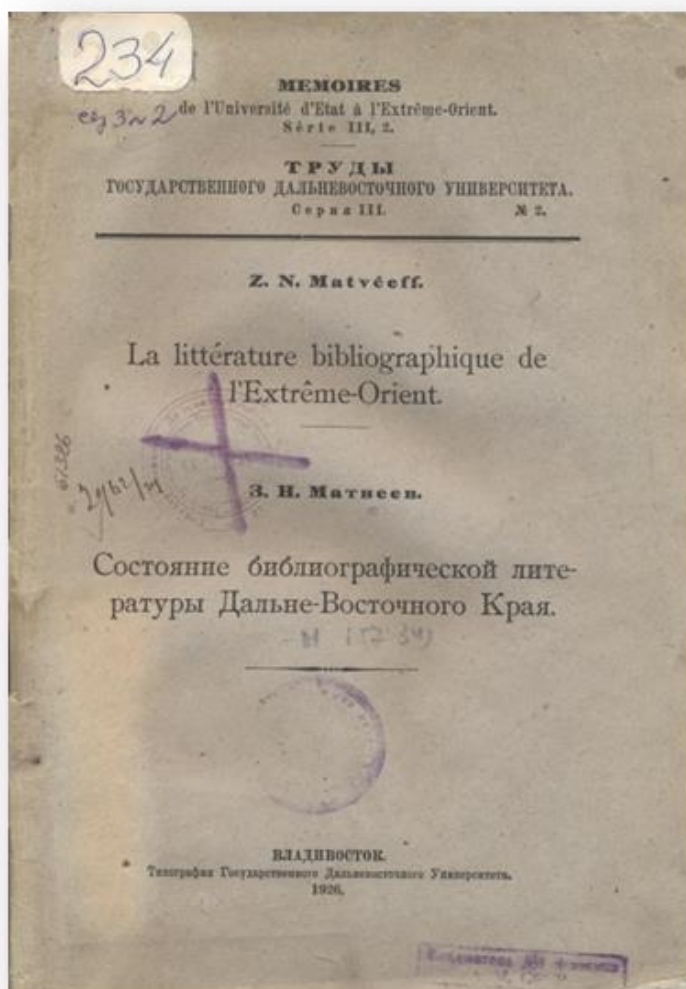 234
MEMOIRES
de l'Université d'Etat à l'Extrême-Orient.
Série III, 2.
ТРУДЫ
ГОСУДАРСТВЕННОГО ДАЛЬНЕВОСТОЧНОГО УНИВЕРСИТЕТА.
Серия III. № 2.
Z. N. Matvéeff.
La littérature bibliographique de
l'Extrême-Orient.
З. Н. Матвеев.
Состояние библиографической лите-
ратуры Дальне-Восточного Края.
ВЛАДИВОСТОК.
Типография Государственного Дальневосточного Университета.
1926.